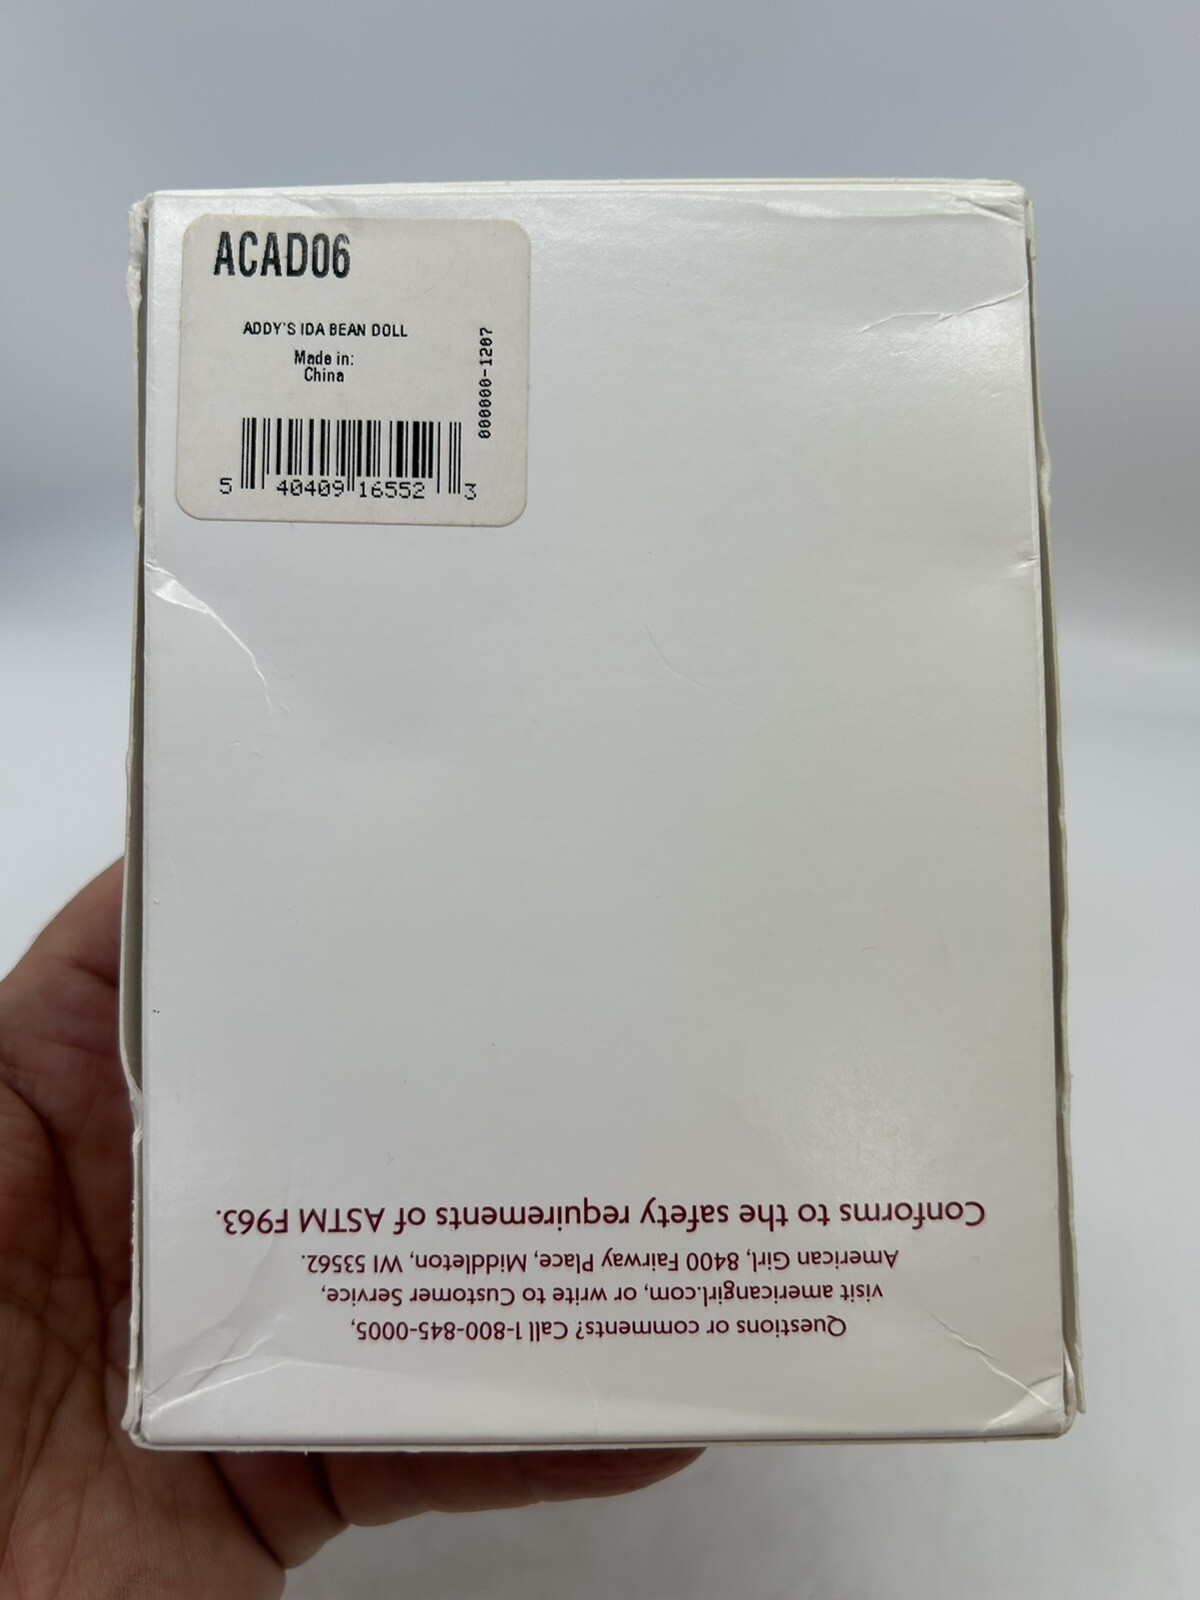 ACAD06
ADDY'S IDA BEAN DOLL
Made in:
China
000000-1207
5 40409 16552 3
Questions or comments? Call 1-800-845-0005,
visit americangirl.com, or write to Customer Service,
American Girl, 8400 Fairway Place, Middleton, WI 53562.
Conforms to the safety requirements of ASTM F963.